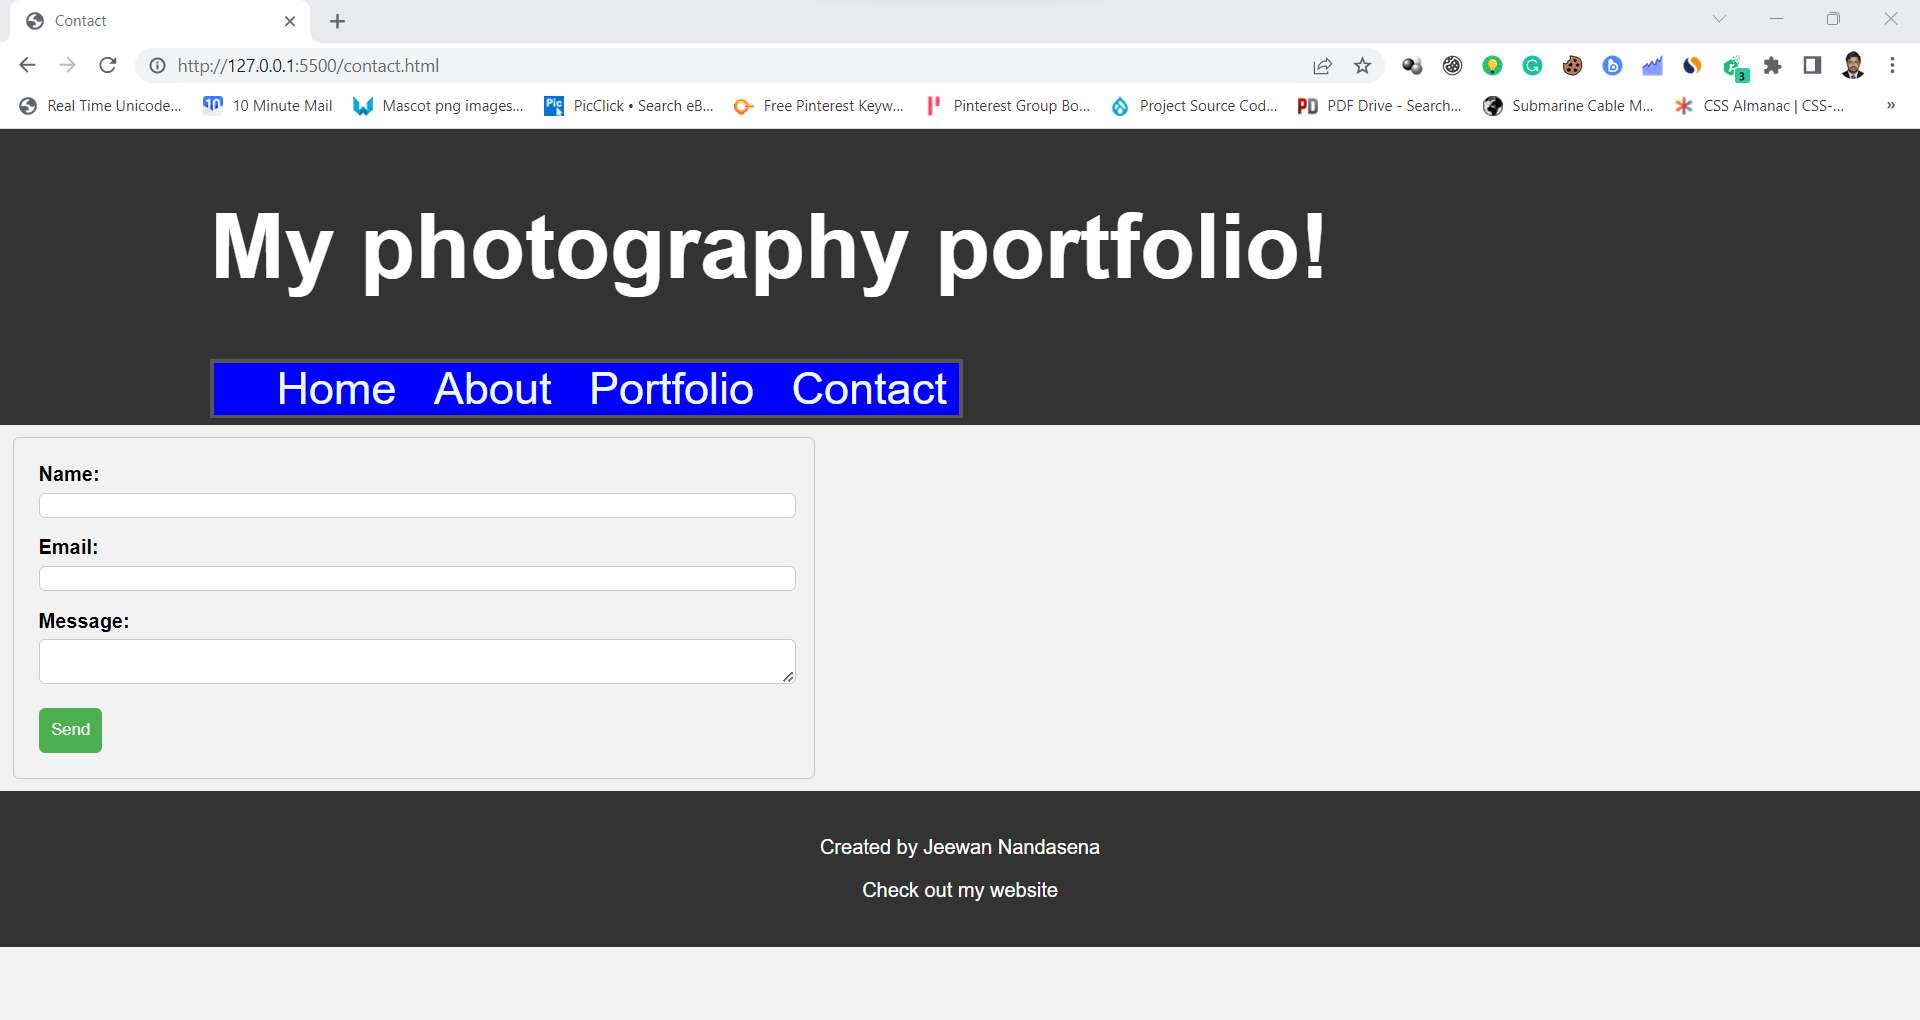 Contact
http://127.0.0.1:5500/contact.html
3
Real Time Unicode... 10 Minute Mail Mascot png images... PicClick • Search eB... Free Pinterest Keyw... Pinterest Group Bo... Project Source Cod... PDF Drive - Search... Submarine Cable M... CSS Almanac | CSS-... »
My photography portfolio!
Home About Portfolio Contact
Name:
Email:
Message:
Send
Created by Jeewan Nandasena
Check out my website